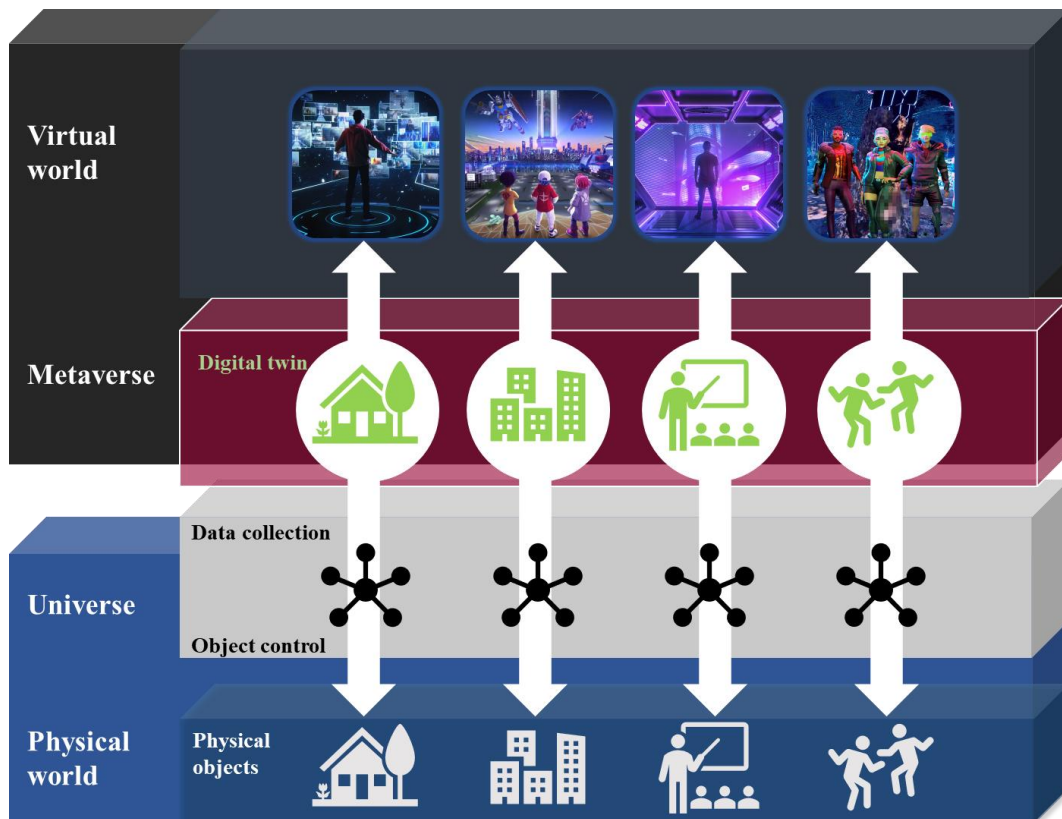 Virtual
world
Metaverse
Digital twin
Data collection
Universe
Object control
Physical
world
Physical
objects